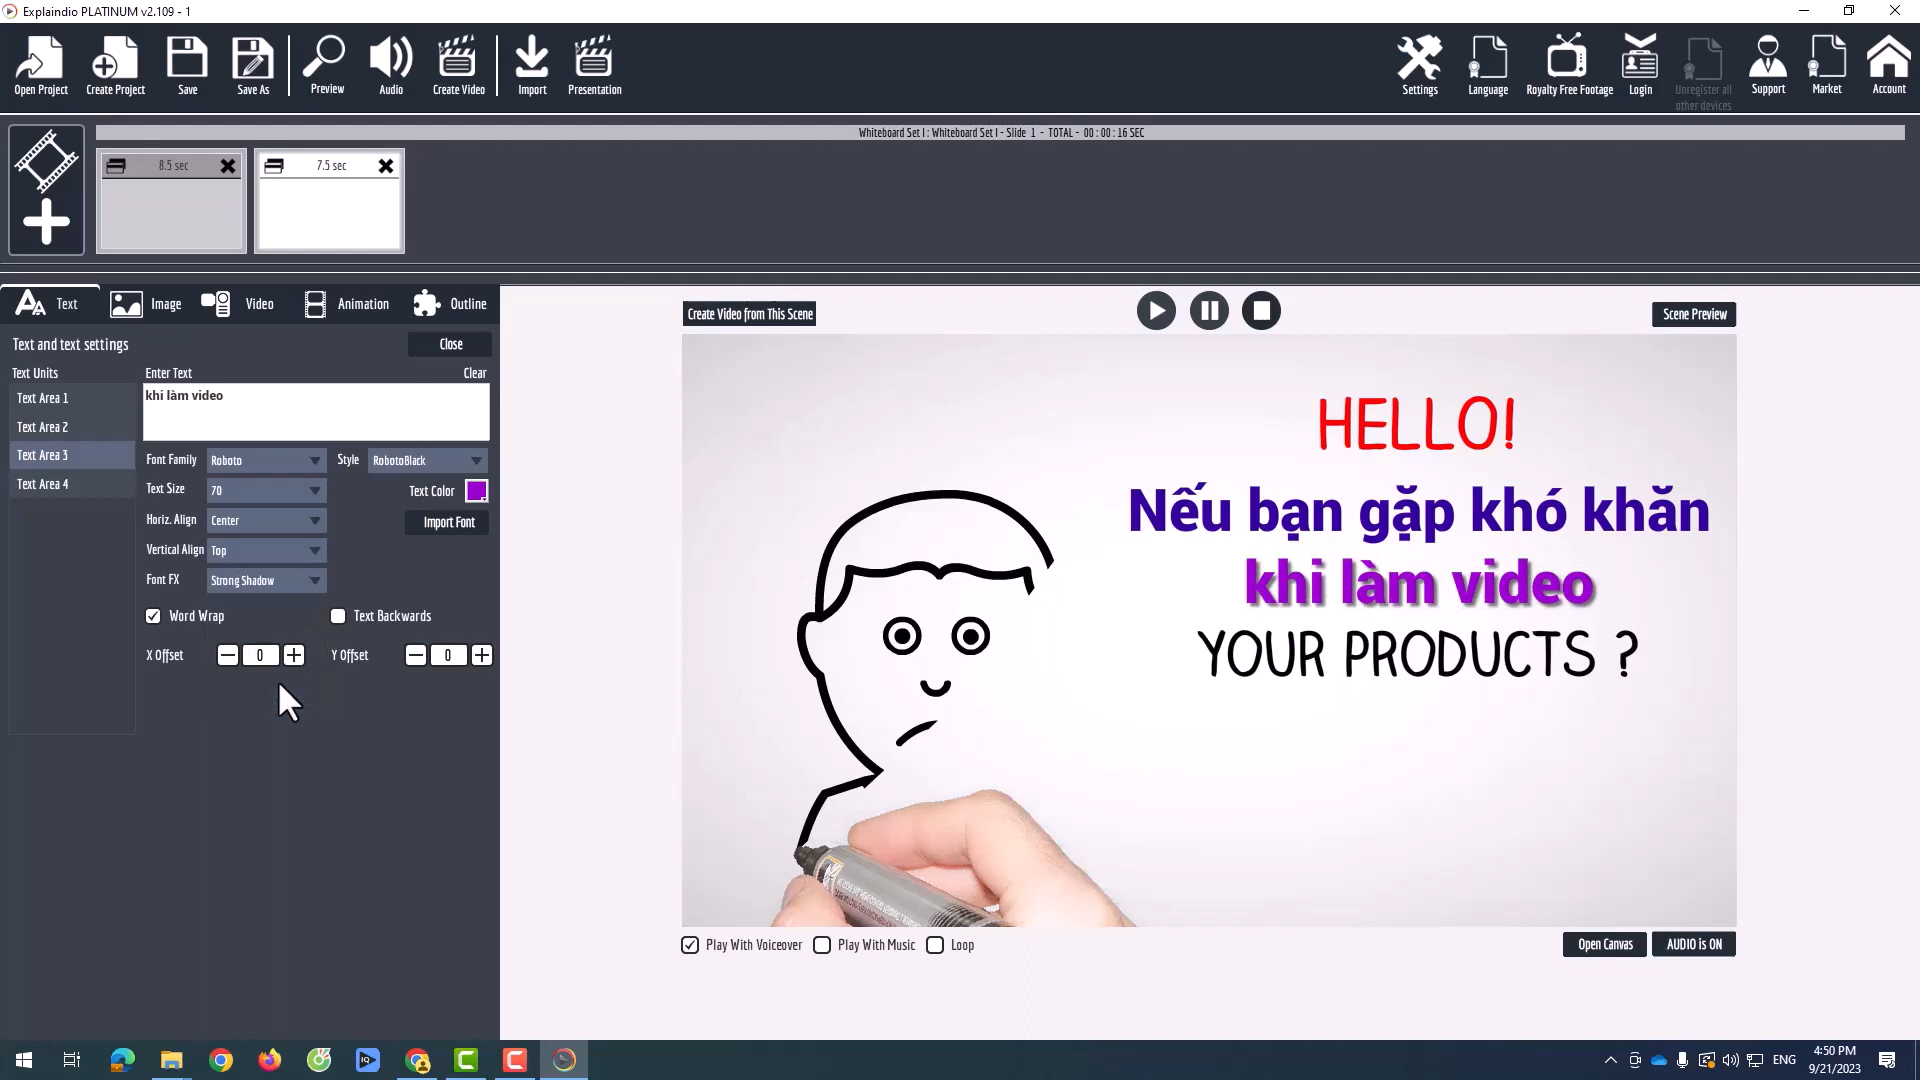 Explaindio PLATINUM v2.109 - 1
Open Project
Create Project
Save
Save As
Preview
Audio
Create Video
Import
Presentation
Settings
Language
Royalty Free Footage
Login
Unregister all
other devices
Support
Market
Account
Whiteboard Set I : Whiteboard Set I - Slide 1 - TOTAL - 00 : 00 : 16 SEC
8.5 sec
7.5 sec
Text
Image
Video
Animation
Outline
Text and text settings
Close
Text Units
Enter Text
Clear
Text Area 1
Text Area 2
Text Area 3
Text Area 4
khi làm video
Font Family
Roboto
Style
RobotoBlack
Text Size
70
Text Color
Horiz. Align
Center
Import Font
Vertical Align
Top
Font FX
Strong Shadow
Word Wrap
Text Backwards
X Offset
0
Y Offset
0
Create Video from This Scene
Scene Preview
HELLO!
Nếu bạn gặp khó khăn
khi làm video
YOUR PRODUCTS ?
Play With Voiceover
Play With Music
Loop
Open Canvas
AUDIO is ON
IQ
ENG
4:50 PM
9/21/2023